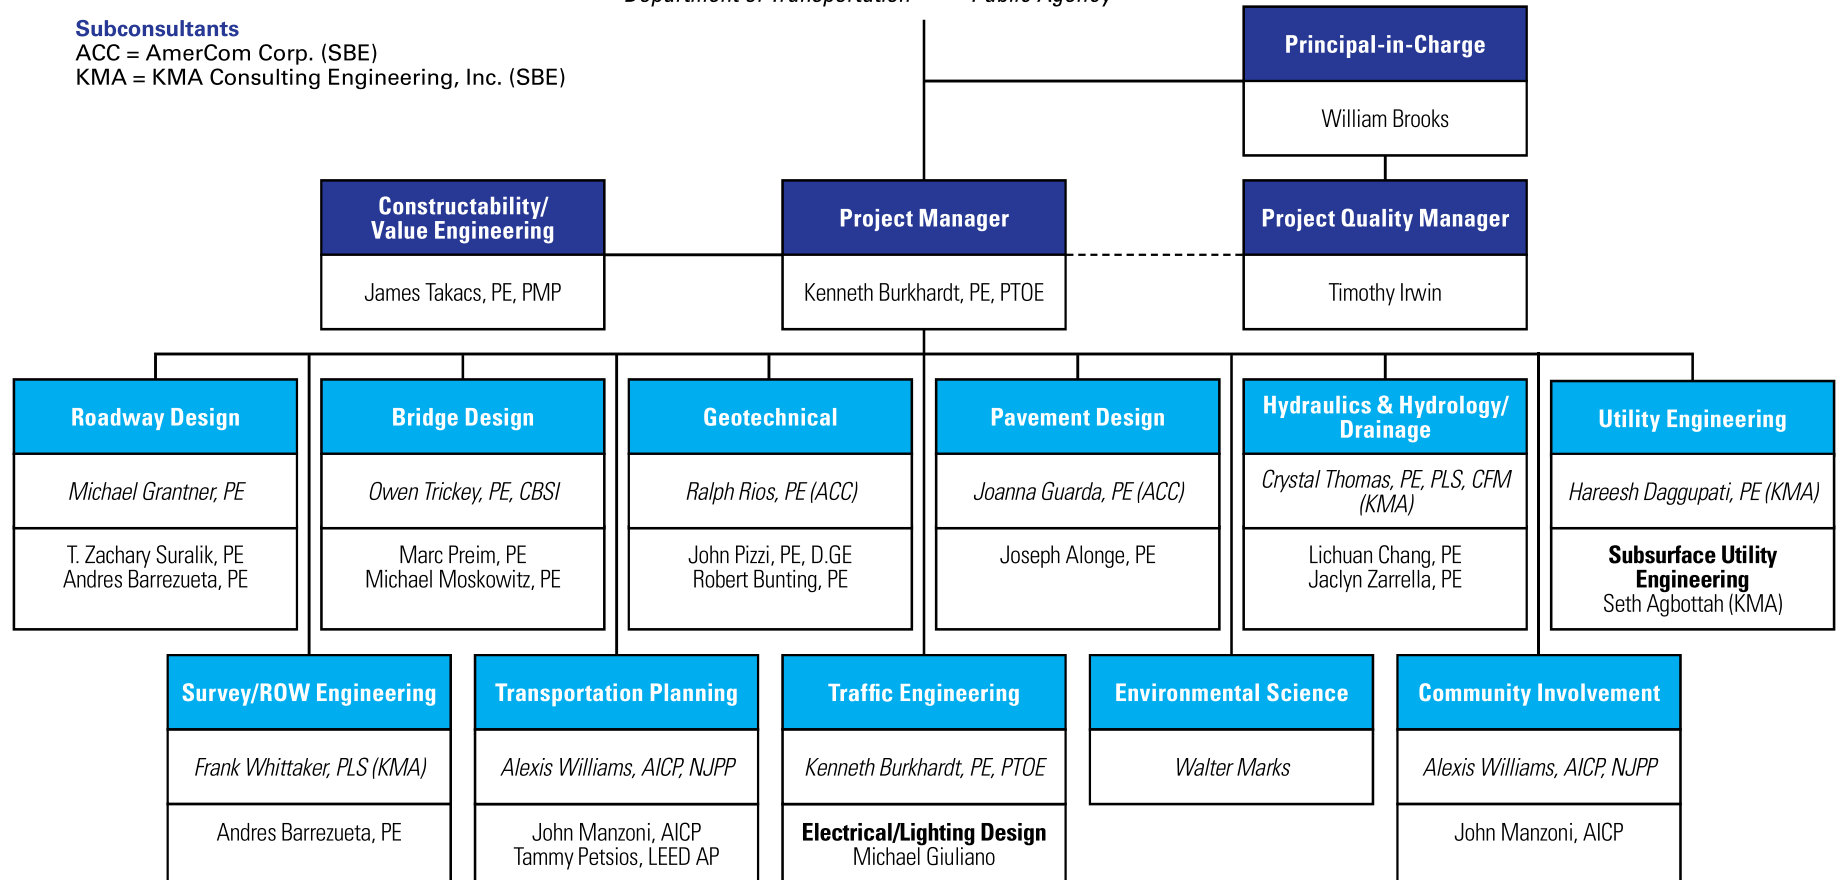 Department of Transportation Public Agency
Subconsultants
ACC = AmerCom Corp. (SBE)
KMA = KMA Consulting Engineering, Inc. (SBE)
Principal-in-Charge
William Brooks
Constructability/
Value Engineering
James Takacs, PE, PMP
Project Manager
Kenneth Burkhardt, PE, PTOE
Project Quality Manager
Timothy Irwin
Roadway Design
Michael Grantner, PE
T. Zachary Suralik, PE
Andres Barrezueta, PE
Bridge Design
Owen Trickey, PE, CBSI
Marc Preim, PE
Michael Moskowitz, PE
Geotechnical
Ralph Rios, PE (ACC)
John Pizzi, PE, D.GE
Robert Bunting, PE
Pavement Design
Joanna Guarda, PE (ACC)
Joseph Alonge, PE
Hydraulics & Hydrology/
Drainage
Crystal Thomas, PE, PLS, CFM
(KMA)
Lichuan Chang, PE
Jaclyn Zarrella, PE
Utility Engineering
Hareesh Daggupati, PE (KMA)
Subsurface Utility
Engineering
Seth Agbottah (KMA)
Survey/ROW Engineering
Frank Whittaker, PLS (KMA)
Andres Barrezueta, PE
Transportation Planning
Alexis Williams, AICP, NJPP
John Manzoni, AICP
Tammy Petsios, LEED AP
Traffic Engineering
Kenneth Burkhardt, PE, PTOE
Electrical/Lighting Design
Michael Giuliano
Environmental Science
Walter Marks
Community Involvement
Alexis Williams, AICP, NJPP
John Manzoni, AICP